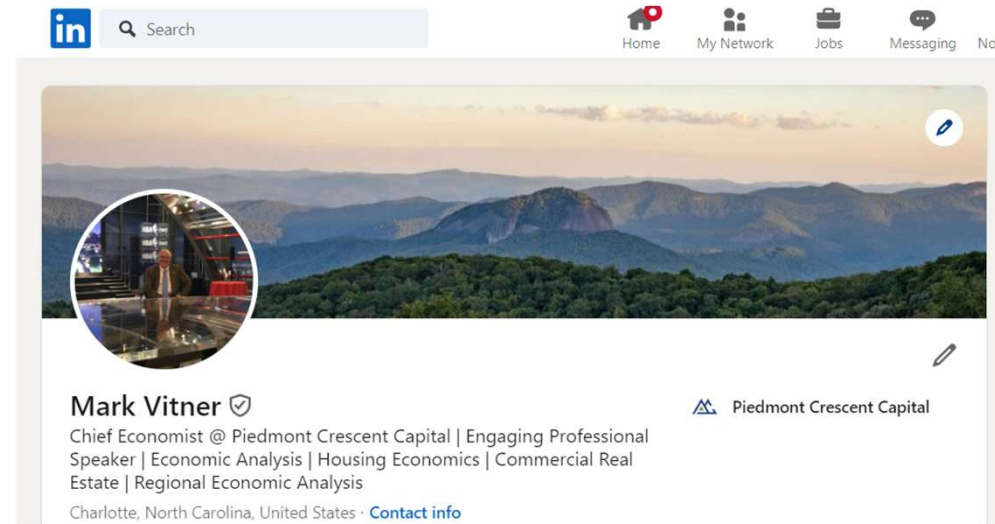 in
Search
Home
My Network
Jobs
Messaging
No
Mark Vitner
Piedmont Crescent Capital
Chief Economist @ Piedmont Crescent Capital | Engaging Professional
Speaker | Economic Analysis | Housing Economics | Commercial Real
Estate | Regional Economic Analysis
Charlotte, North Carolina, United States · Contact info